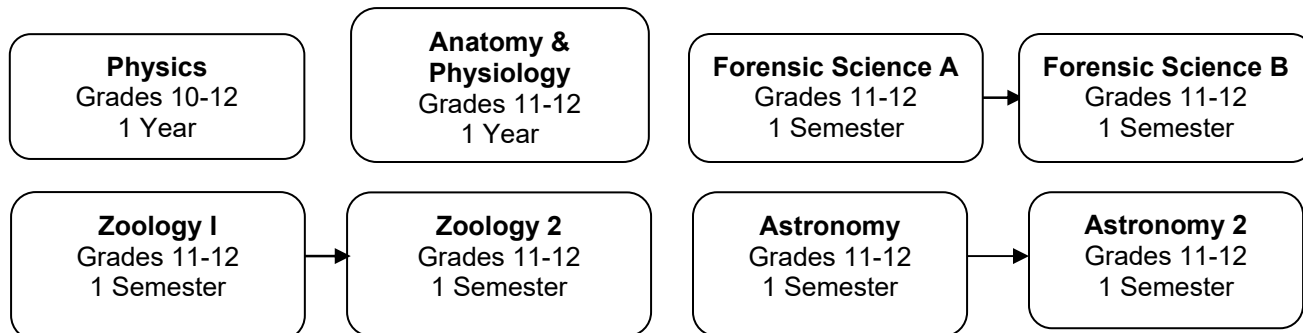 Physics
Grades 10-12
1 Year
Anatomy &
Physiology
Grades 11-12
1 Year
Forensic Science A
Grades 11-12
1 Semester
Forensic Science B
Grades 11-12
1 Semester
Zoology I
Grades 11-12
1 Semester
Zoology 2
Grades 11-12
1 Semester
Astronomy
Grades 11-12
1 Semester
Astronomy 2
Grades 11-12
1 Semester